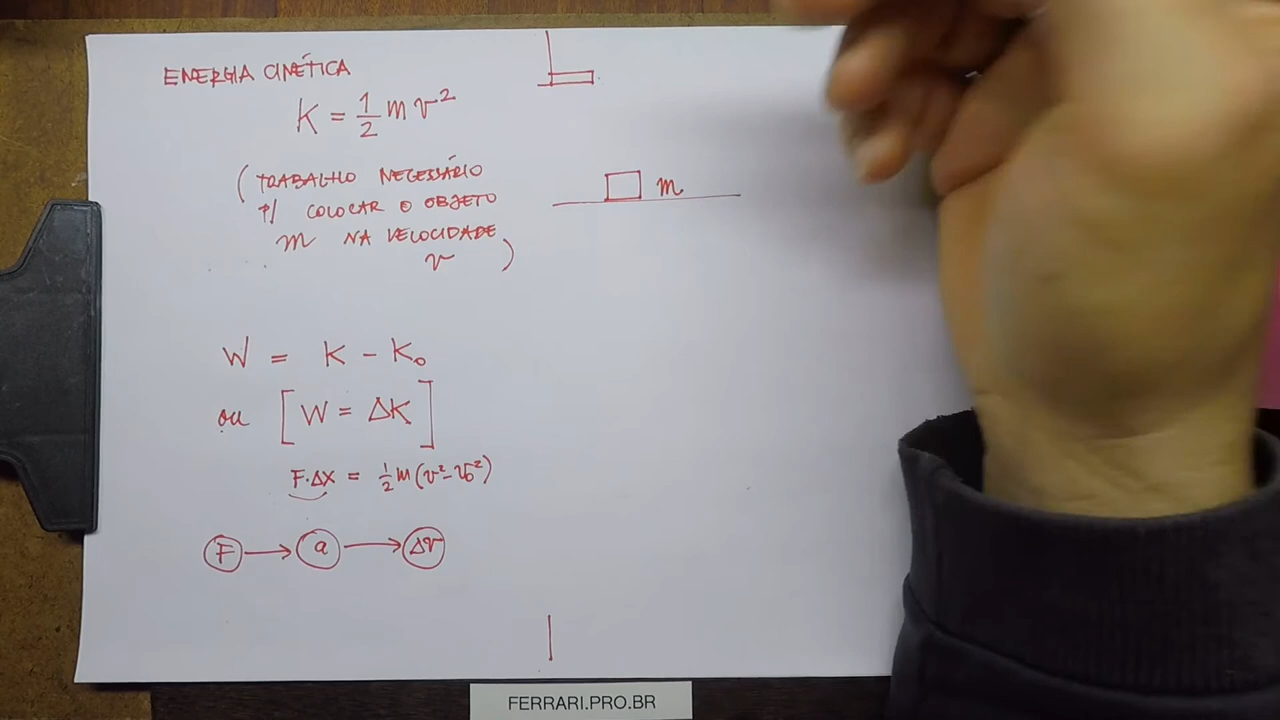 ENERGIA CINÉTICA
K = 1/2 m v²
(TRABALHO NECESSÁRIO
P/ COLOCAR O OBJETO
m NA VELOCIDADE
v )
m
W = K - K₀
ou [W = ΔK]
F·ΔX = 1/2 m (v² - v₀²)
F → a → Δv
FERRARI.PRO.BR